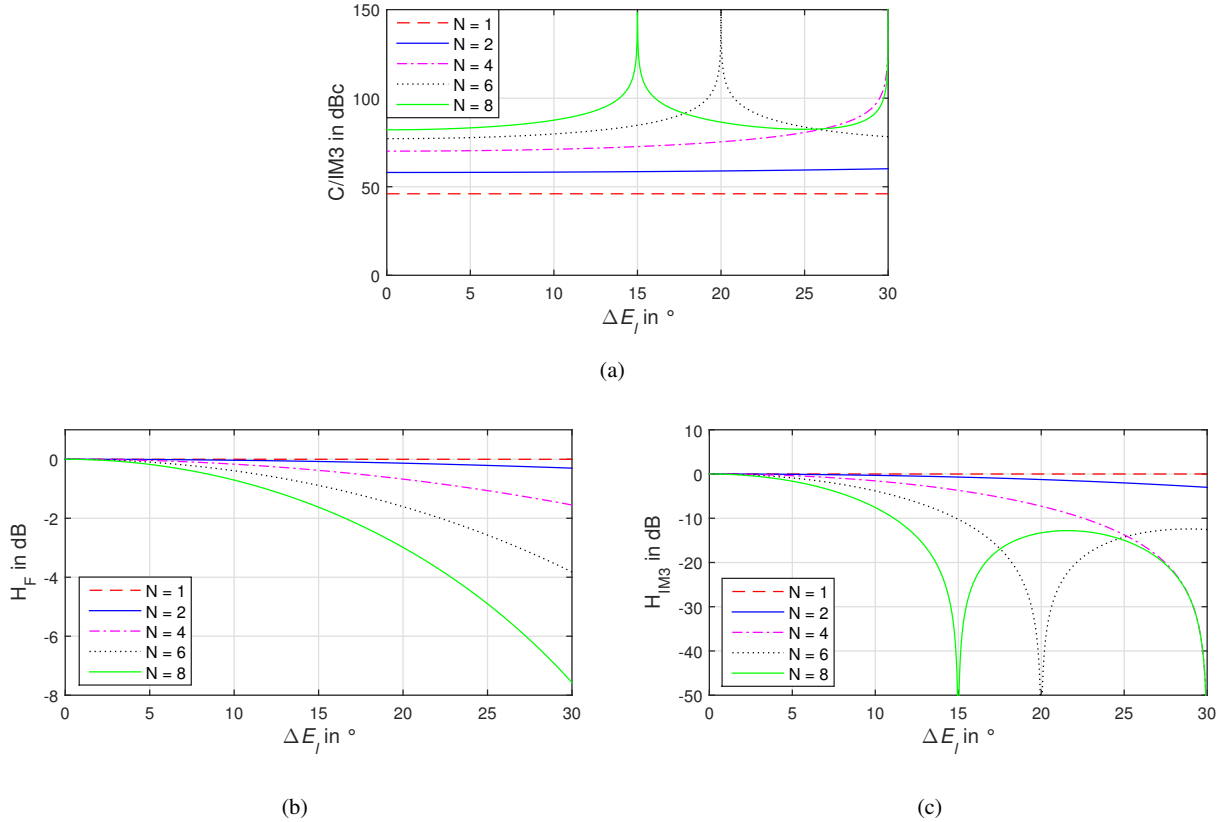 150
100
50
0
C/IM3 in dBc
N = 1
N = 2
N = 4
N = 6
N = 8
0 5 10 15 20 25 30
ΔE_l in °
(a)
0
-2
-4
-6
-8
H_F in dB
N = 1
N = 2
N = 4
N = 6
N = 8
0 5 10 15 20 25 30
ΔE_l in °
(b)
10
0
-10
-20
-30
-40
-50
H_IM3 in dB
N = 1
N = 2
N = 4
N = 6
N = 8
0 5 10 15 20 25 30
ΔE_l in °
(c)